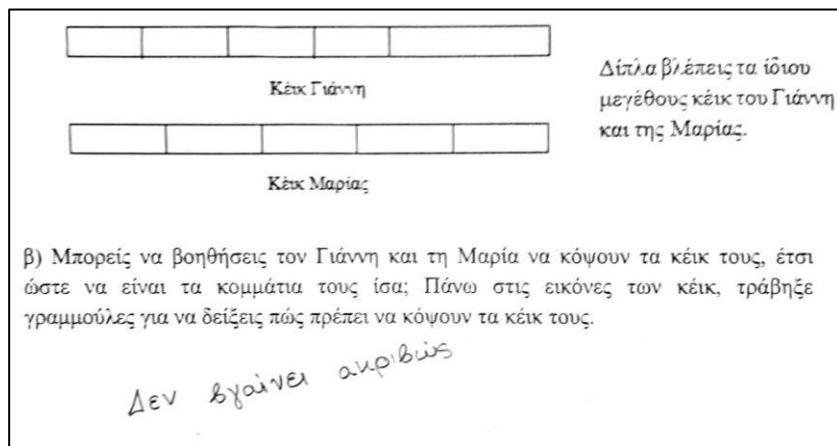 Κέικ Γιάννη
Δίπλα βλέπεις τα ίδιου
μεγέθους κέικ του Γιάννη
και της Μαρίας.
Κέικ Μαρίας
β) Μπορείς να βοηθήσεις τον Γιάννη και τη Μαρία να κόψουν τα κέικ τους, έτσι
ώστε να είναι τα κομμάτια τους ίσα; Πάνω στις εικόνες των κέικ, τράβηξε
γραμμούλες για να δείξεις πώς πρέπει να κόψουν τα κέικ τους.
Δεν βγαίνει ακριβώς